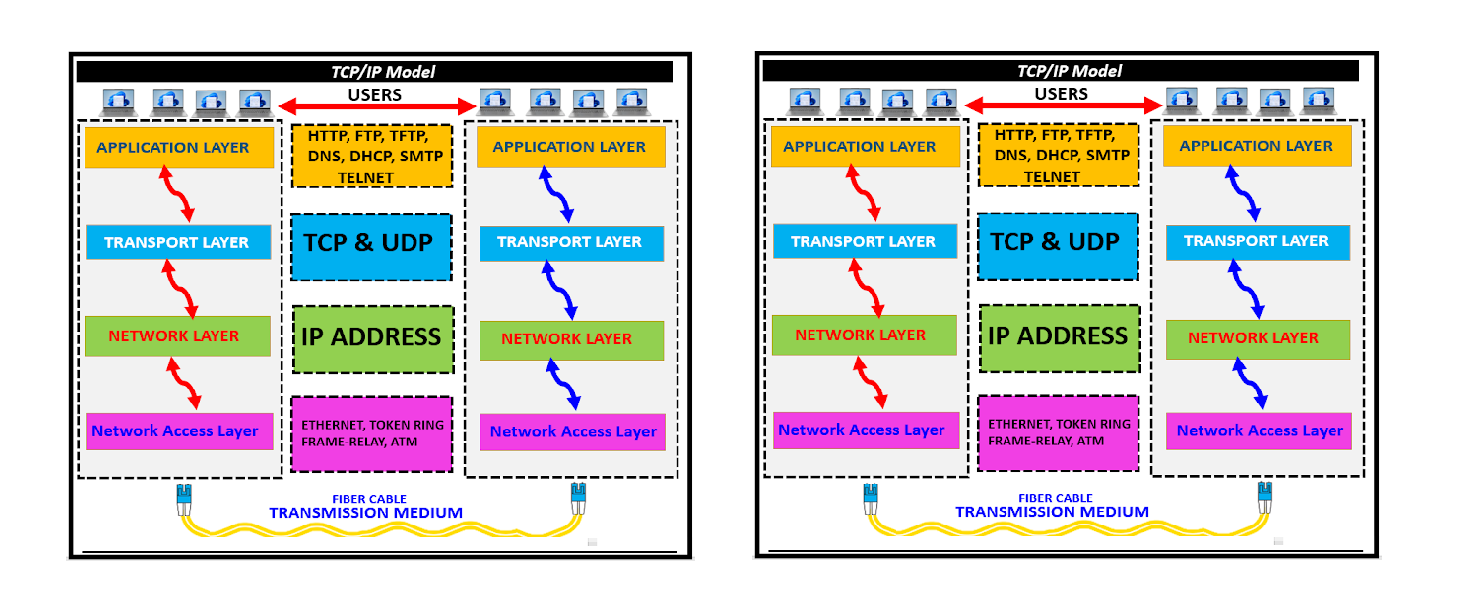 TCP/IP Model
USERS
APPLICATION LAYER
HTTP, FTP, TFTP,
DNS, DHCP, SMTP
TELNET
APPLICATION LAYER
TRANSPORT LAYER
TCP & UDP
TRANSPORT LAYER
NETWORK LAYER
IP ADDRESS
NETWORK LAYER
Network Access Layer
ETHERNET, TOKEN RING
FRAME-RELAY, ATM
Network Access Layer
FIBER CABLE
TRANSMISSION MEDIUM
TCP/IP Model
USERS
APPLICATION LAYER
HTTP, FTP, TFTP,
DNS, DHCP, SMTP
TELNET
APPLICATION LAYER
TRANSPORT LAYER
TCP & UDP
TRANSPORT LAYER
NETWORK LAYER
IP ADDRESS
NETWORK LAYER
Network Access Layer
ETHERNET, TOKEN RING
FRAME-RELAY, ATM
Network Access Layer
FIBER CABLE
TRANSMISSION MEDIUM